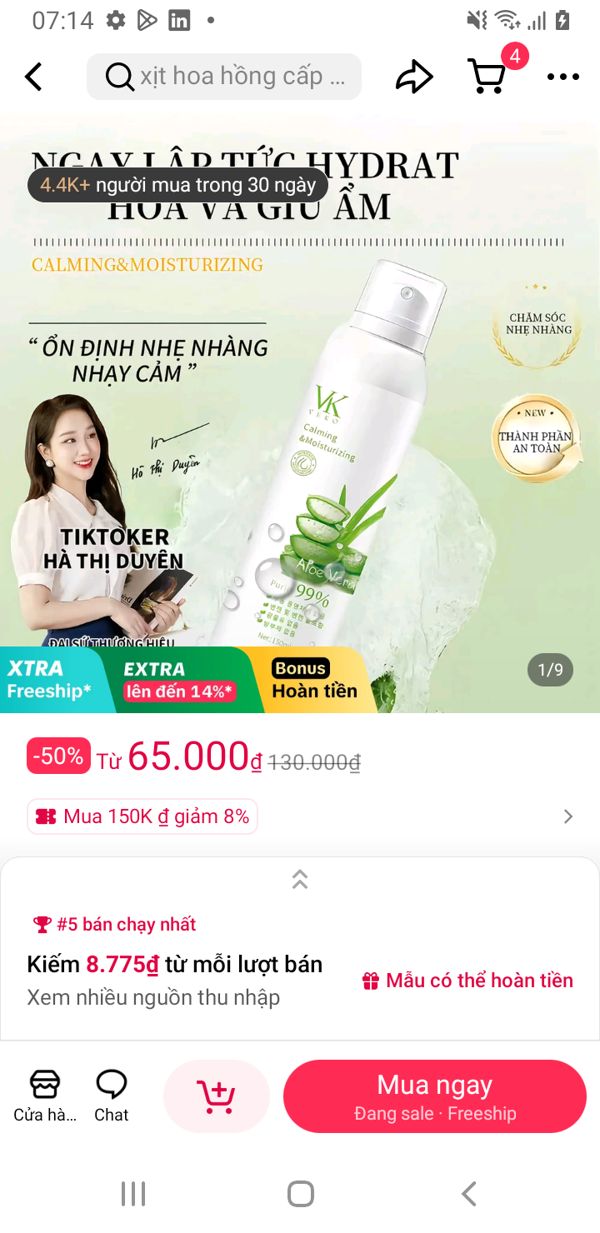 07:14
xịt hoa hồng cấp ...
4
NGAY LẬP TỨC HYDRAT
4.4K+ người mua trong 30 ngày
HÓA VÀ GIỮ ẨM
CALMING&MOISTURIZING
CHĂM SÓC
NHẸ NHÀNG
“ ỔN ĐỊNH NHẸ NHÀNG
NHẠY CẢM ”
• NEW •
THÀNH PHẦN
AN TOÀN
VK
Calming
&Moisturizing
Hà Thị Duyên
TIKTOKER
HÀ THỊ DUYÊN
Aloe Vera
99%
ĐẠI SỨ THƯƠNG HIỆU
XTRA
Freeship*
EXTRA
lên đến 14%*
Bonus
Hoàn tiền
1/9
-50% Từ 65.000₫ 130.000₫
Mua 150K ₫ giảm 8%
#5 bán chạy nhất
Kiếm 8.775₫ từ mỗi lượt bán
Xem nhiều nguồn thu nhập
Mẫu có thể hoàn tiền
Cửa hà...
Chat
Mua ngay
Đang sale · Freeship